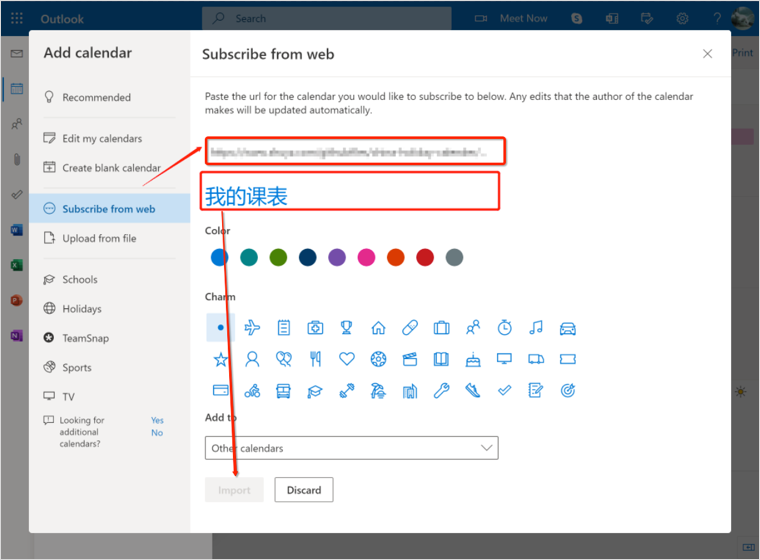 Outlook
Search
Meet Now
?
Print
Add calendar
Recommended
Edit my calendars
Create blank calendar
Subscribe from web
Upload from file
Schools
Holidays
TeamSnap
Sports
TV
Looking for
additional
calendars?
Yes
No
Subscribe from web
Paste the url for the calendar you would like to subscribe to below. Any edits that the author of the calendar
makes will be updated automatically.
我的课表
Color
Charm
Add to
Other calendars
Import
Discard